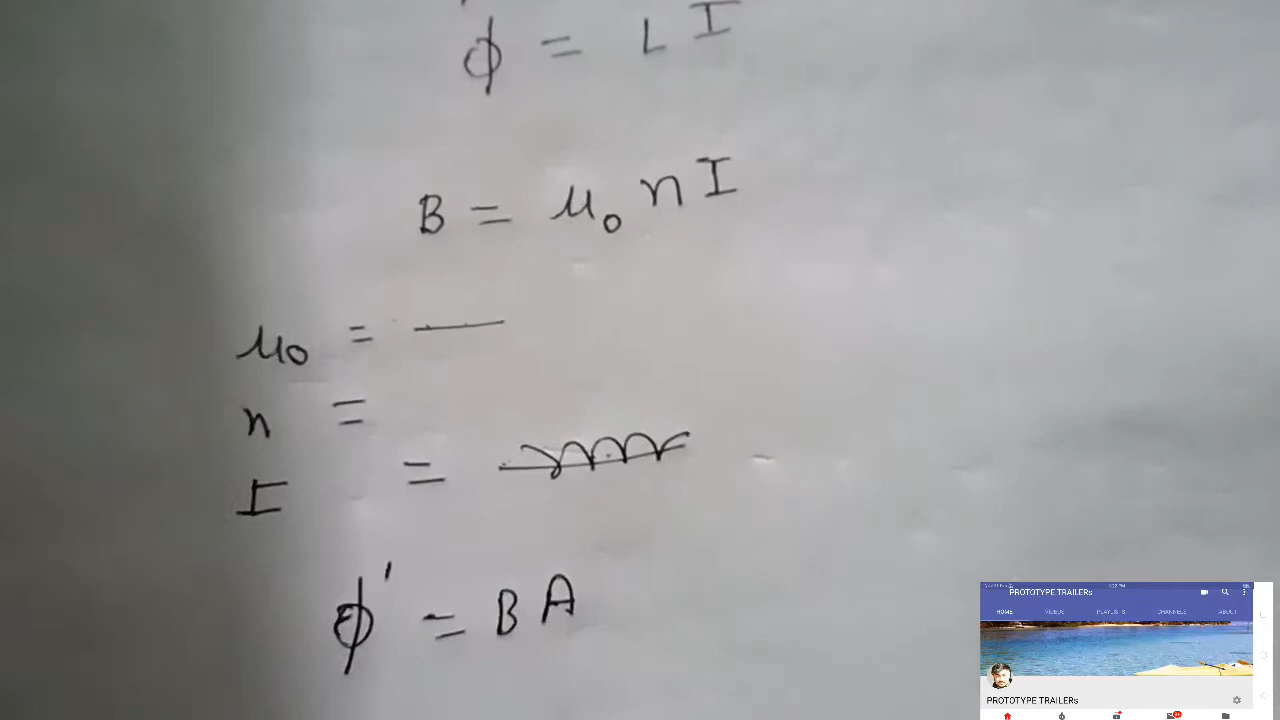 ϕ = L I
B = μ₀ n I
μ₀ =
n =
I =
ϕ' = B A
PROTOTYPE TRAILERs
HOME VIDEOS PLAYLISTS CHANNELS ABOUT
PROTOTYPE TRAILERs